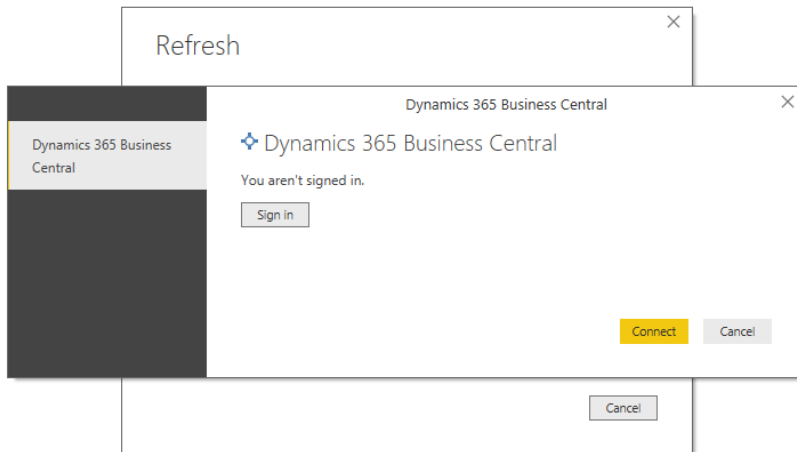 Refresh
Dynamics 365 Business Central
Dynamics 365 Business
Central
Dynamics 365 Business Central
You aren't signed in.
Sign in
Connect
Cancel
Cancel